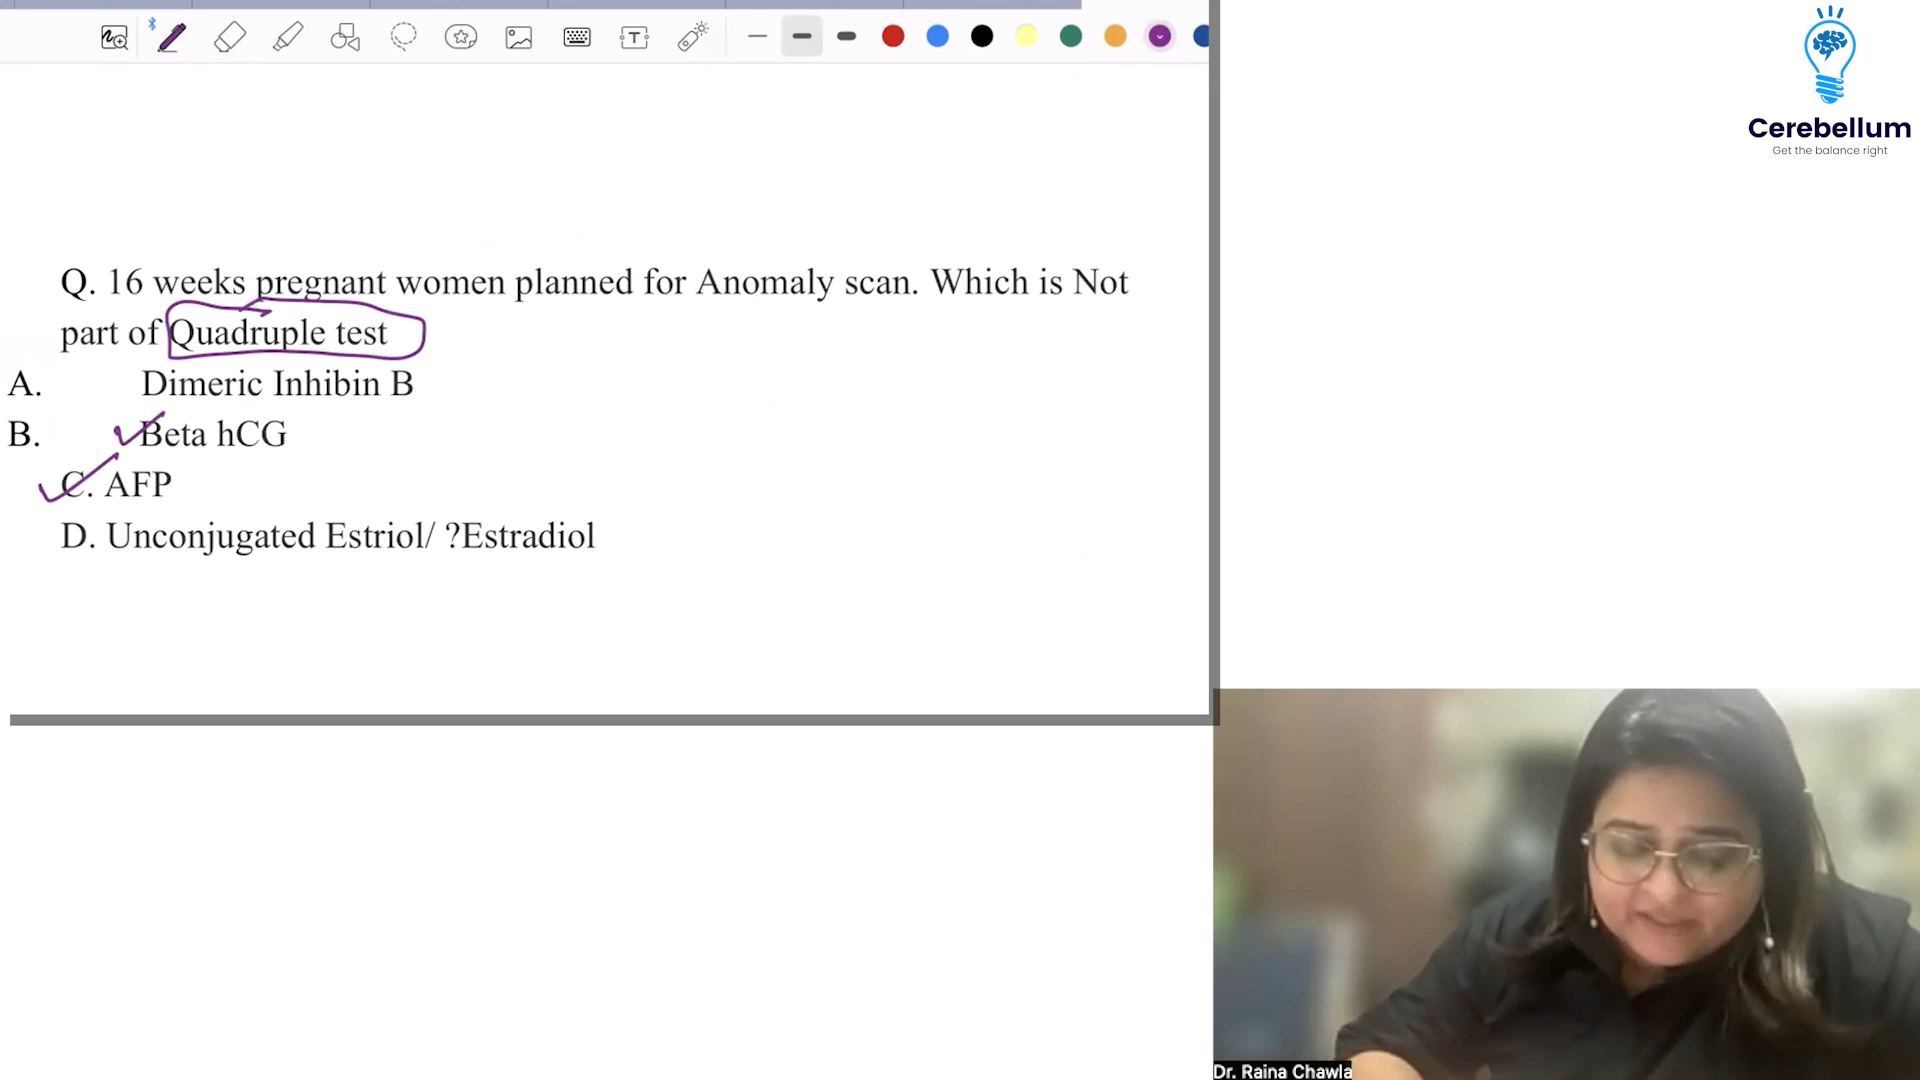 Cerebellum
Get the balance right
Q. 16 weeks pregnant women planned for Anomaly scan. Which is Not
part of Quadruple test
A. Dimeric Inhibin B
B. Beta hCG
C. AFP
D. Unconjugated Estriol/ ?Estradiol
Dr. Raina Chawla